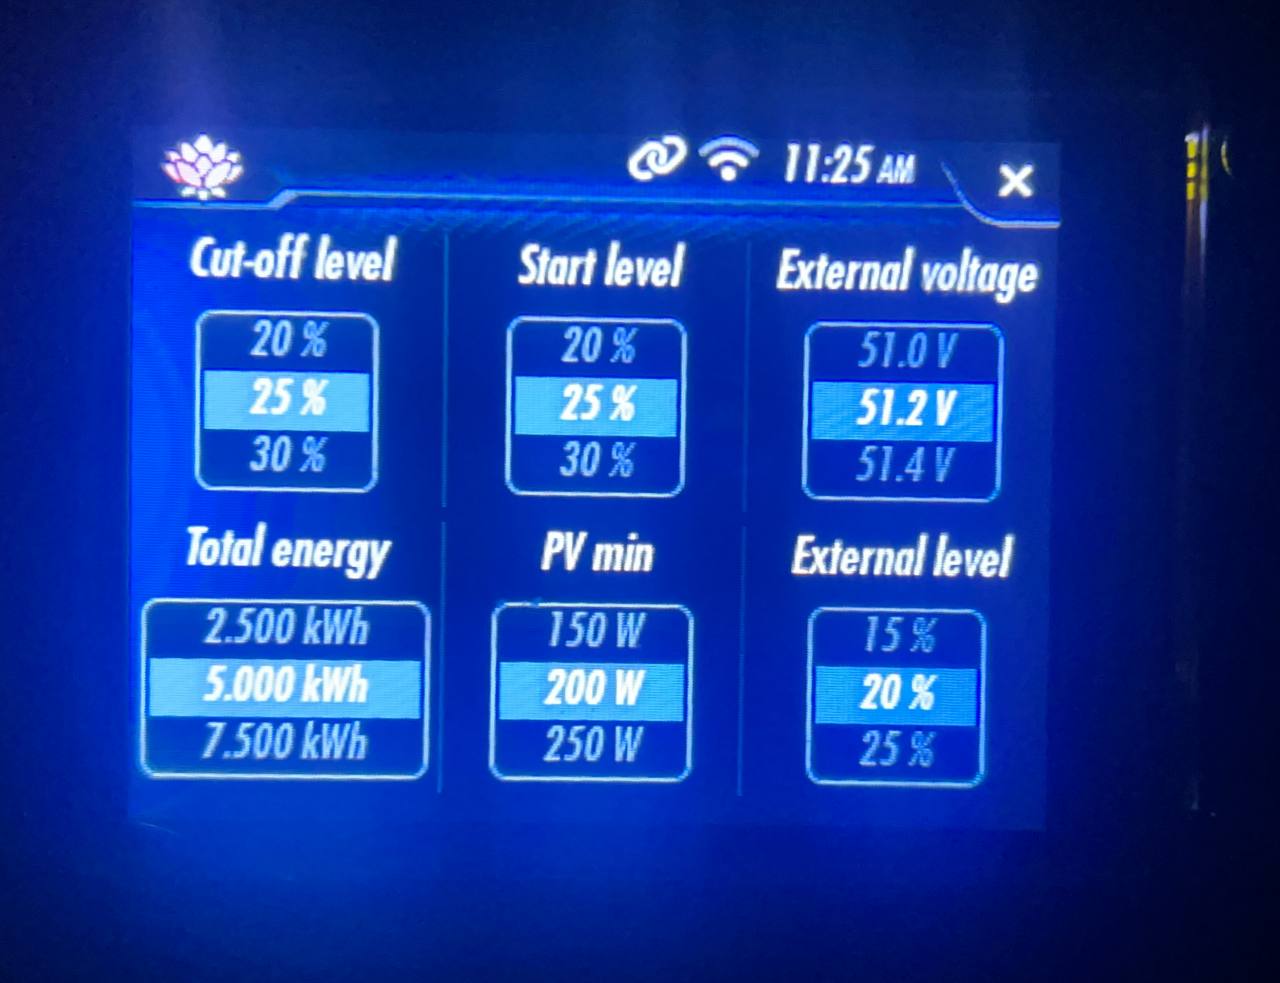 11:25 AM
Cut-off level
20 %
25 %
30 %
Start level
20 %
25 %
30 %
External voltage
51.0 V
51.2 V
51.4 V
Total energy
2.500 kWh
5.000 kWh
7.500 kWh
PV min
150 W
200 W
250 W
External level
15 %
20 %
25 %